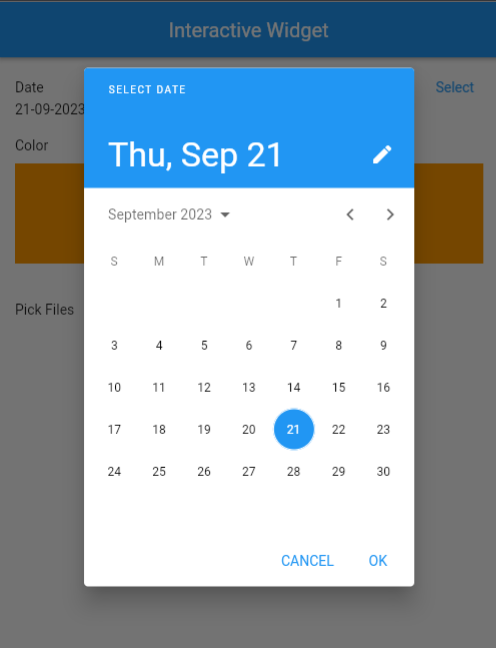 Interactive Widget
Date
Select
21-09-2023
Color
Pick Files
SELECT DATE
Thu, Sep 21
September 2023
S M T W T F S
1 2
3 4 5 6 7 8 9
10 11 12 13 14 15 16
17 18 19 20 21 22 23
24 25 26 27 28 29 30
CANCEL OK